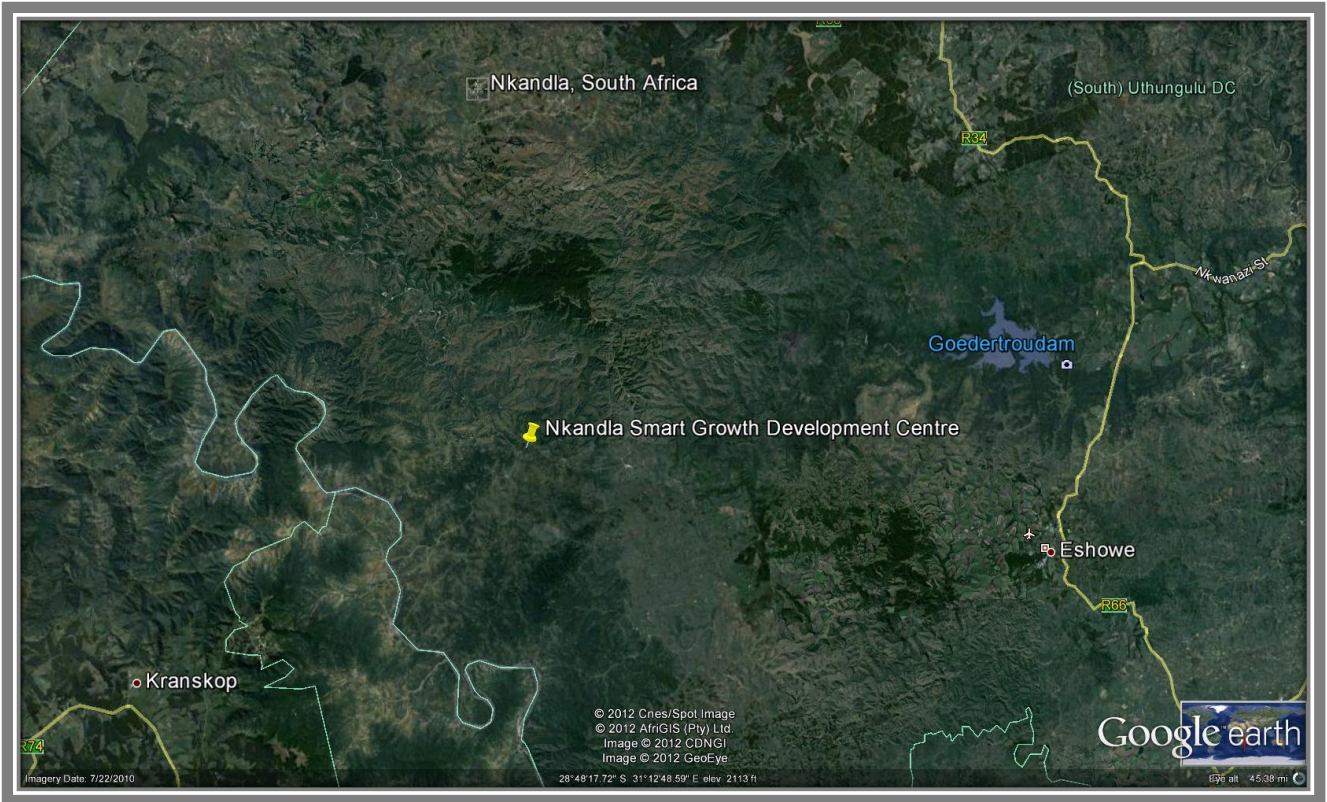 R68
Nkandla, South Africa
(South) Uthungulu DC
R34
Nkwanazi St
Goedertroudam
Nkandla Smart Growth Development Centre
Eshowe
R66
Kranskop
R74
© 2012 Cnes/Spot Image
© 2012 AfriGIS (Pty) Ltd.
Image © 2012 CDNGI
Image © 2012 GeoEye
Google earth
Imagery Date: 7/22/2010
28°48'17.72" S 31°12'48.59" E elev 2113 ft
Eye alt 45.38 mi